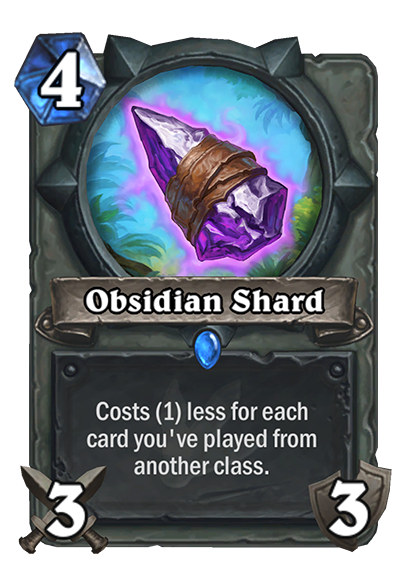 4
Obsidian Shard
Costs (1) less for each
card you've played from
another class.
3
3